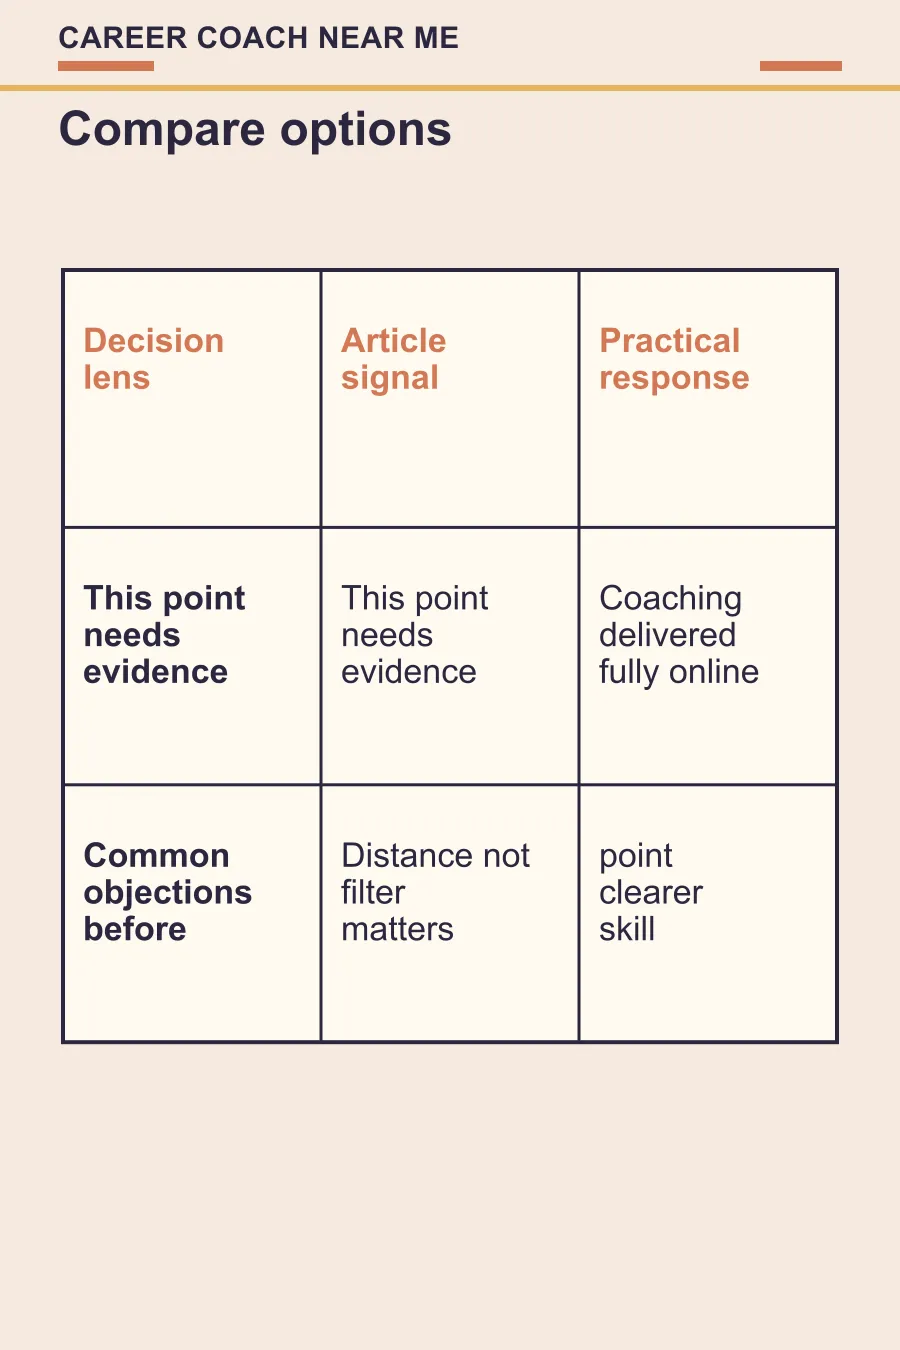 CAREER COACH NEAR ME
Compare options
Decision
lens
Article
signal
Practical
response
This point
needs
evidence
This point
needs
evidence
Coaching
delivered
fully online
Common
objections
before
Distance not
filter
matters
point
clearer
skill